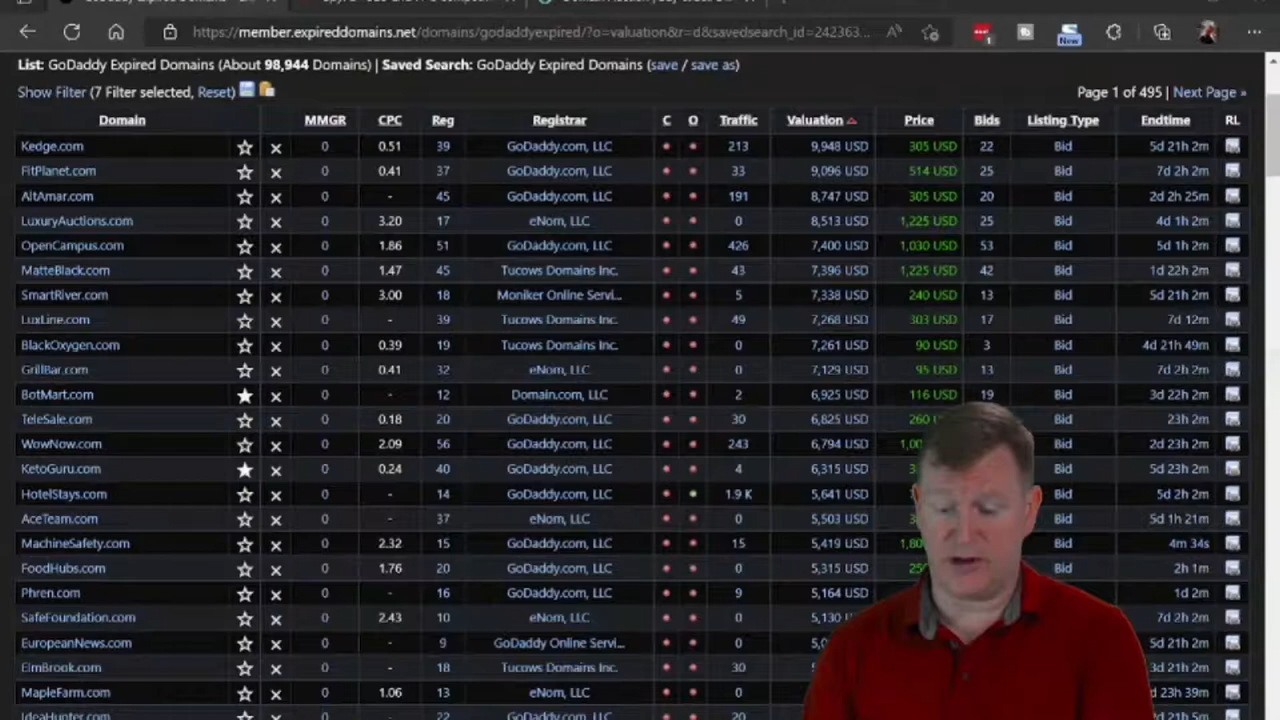 https://member.expireddomains.net/domains/godaddyexpired/?o=valuation&r=d&savedsearch_id=242363... 1 New
List: GoDaddy Expired Domains (About 98,944 Domains) | Saved Search: GoDaddy Expired Domains (save / save as)
Show Filter (7 Filter selected, Reset) Page 1 of 495 | Next Page »
Domain MMGR CPC Reg Registrar C O Traffic Valuation Price Bids Listing Type Endtime RL
Kedge.com 0 0.51 39 GoDaddy.com, LLC 213 9,948 USD 305 USD 22 Bid 5d 21h 2m
FitPlanet.com 0 0.41 37 GoDaddy.com, LLC 33 9,096 USD 514 USD 25 Bid 7d 2h 2m
AltAmar.com 0 - 45 GoDaddy.com, LLC 191 8,747 USD 305 USD 20 Bid 2d 2h 25m
LuxuryAuctions.com 0 3.20 17 eNom, LLC 0 8,513 USD 1,225 USD 25 Bid 4d 1h 2m
OpenCampus.com 0 1.86 51 GoDaddy.com, LLC 426 7,400 USD 1,030 USD 53 Bid 5d 1h 2m
MatteBlack.com 0 1.47 45 Tucows Domains Inc. 43 7,396 USD 1,225 USD 42 Bid 1d 22h 2m
SmartRiver.com 0 3.00 18 Moniker Online Servi... 5 7,338 USD 240 USD 13 Bid 5d 21h 2m
LuxLine.com 0 - 39 Tucows Domains Inc. 49 7,268 USD 303 USD 17 Bid 7d 12m
BlackOxygen.com 0 0.39 19 Tucows Domains Inc. 0 7,261 USD 90 USD 3 Bid 4d 21h 49m
GrillBar.com 0 0.41 32 eNom, LLC 0 7,129 USD 95 USD 13 Bid 7d 2h 2m
BotMart.com 0 - 12 Domain.com, LLC 2 6,925 USD 116 USD 19 Bid 3d 22h 2m
TeleSale.com 0 0.18 20 GoDaddy.com, LLC 30 6,825 USD 260 Bid 23h 2m
WowNow.com 0 2.09 56 GoDaddy.com, LLC 243 6,794 USD 1,00 Bid 2d 23h 2m
KetoGuru.com 0 0.24 40 GoDaddy.com, LLC 4 6,315 USD Bid 5d 23h 2m
HotelStays.com 0 - 14 GoDaddy.com, LLC 1.9 K 5,641 USD Bid 5d 2h 2m
AceTeam.com 0 - 37 eNom, LLC 0 5,503 USD Bid 5d 1h 21m
MachineSafety.com 0 2.32 15 GoDaddy.com, LLC 15 5,419 USD 1,80 Bid 4m 34s
FoodHubs.com 0 1.76 20 GoDaddy.com, LLC 0 5,315 USD Bid 2h 1m
Phren.com 0 - 16 GoDaddy.com, LLC 9 5,164 USD Bid 1d 2m
SafeFoundation.com 0 2.43 10 eNom, LLC 0 5,130 Bid 7d 2h 2m
EuropeanNews.com 0 - 9 GoDaddy Online Servi... 0 Bid 5d 21h 2m
ElmBrook.com 0 - 18 Tucows Domains Inc. 30 3d 21h 2m
MapleFarm.com 0 1.06 13 eNom, LLC 0 23h 39m
IdeaHunter.com 0 22 GoDaddy.com, LLC 20